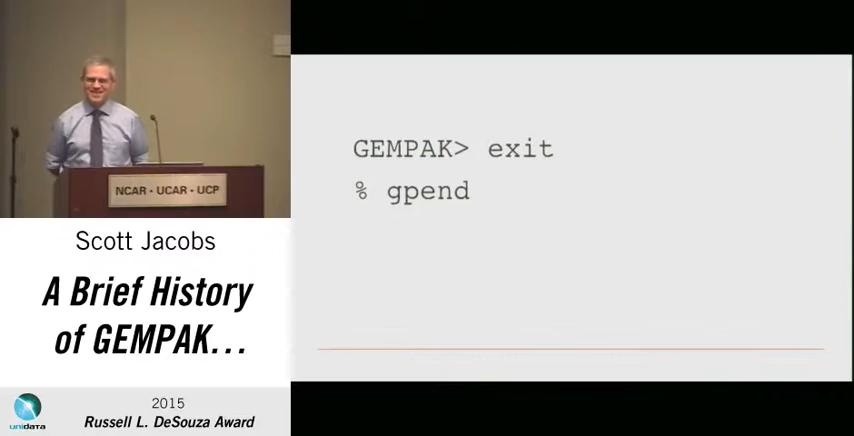 GEMPAK> exit
% gpend
NCAR • UCAR • UCP
Scott Jacobs
A Brief History
of GEMPAK...
unidata
2015
Russell L. DeSouza Award